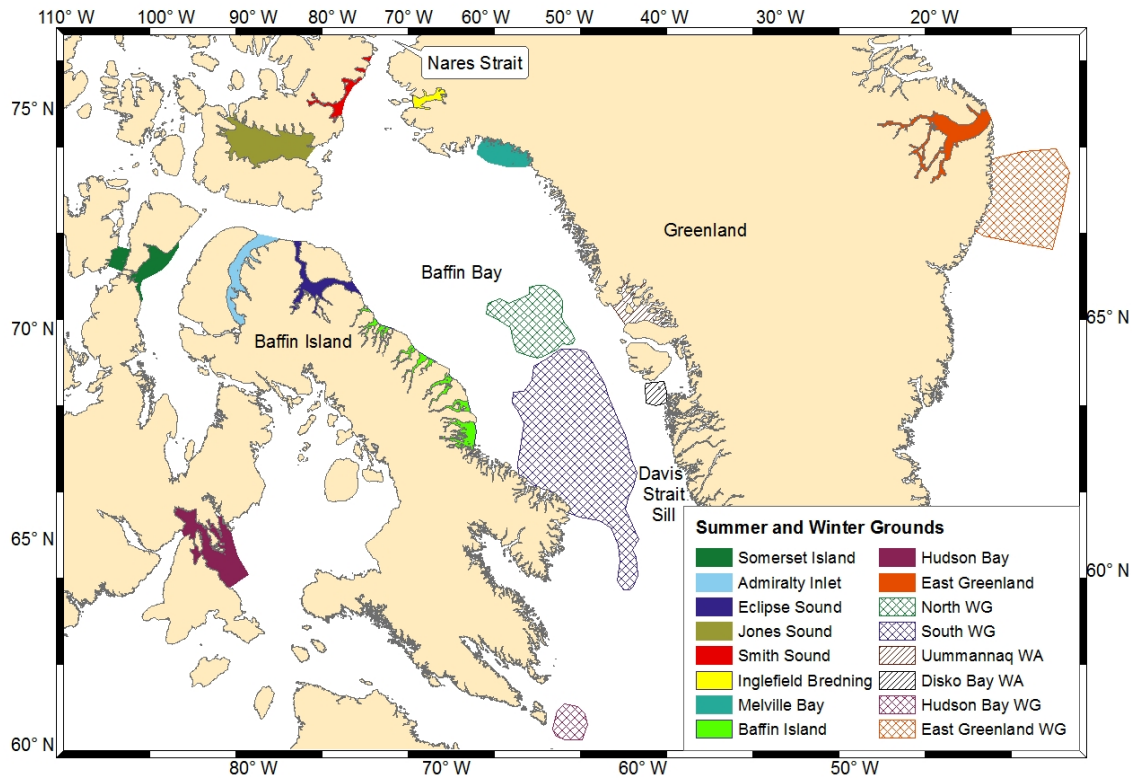 110° W 100° W 90° W 80° W 70° W 60° W 50° W 40° W 30° W 20° W
Nares Strait
75° N
Greenland
Baffin Bay
70° N
65° N
Baffin Island
Davis
Strait
Sill
65° N
60° N
60° N
80° W 70° W 60° W 50° W
Summer and Winter Grounds
Somerset Island
Admiralty Inlet
Eclipse Sound
Jones Sound
Smith Sound
Inglefield Bredning
Melville Bay
Baffin Island
Hudson Bay
East Greenland
North WG
South WG
Uummannaq WA
Disko Bay WA
Hudson Bay WG
East Greenland WG